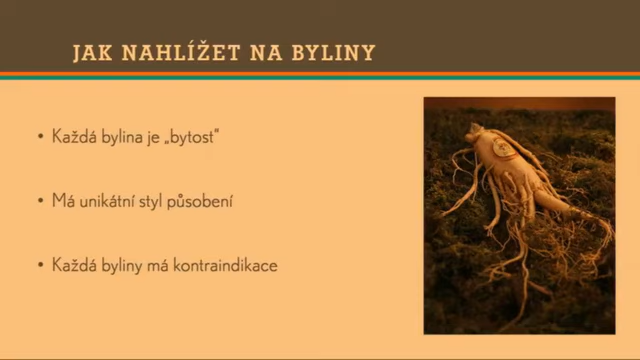 JAK NAHLÍŽET NA BYLINY
• Každá bylina je „bytost“
• Má unikátní styl působení
• Každá byliny má kontraindikace